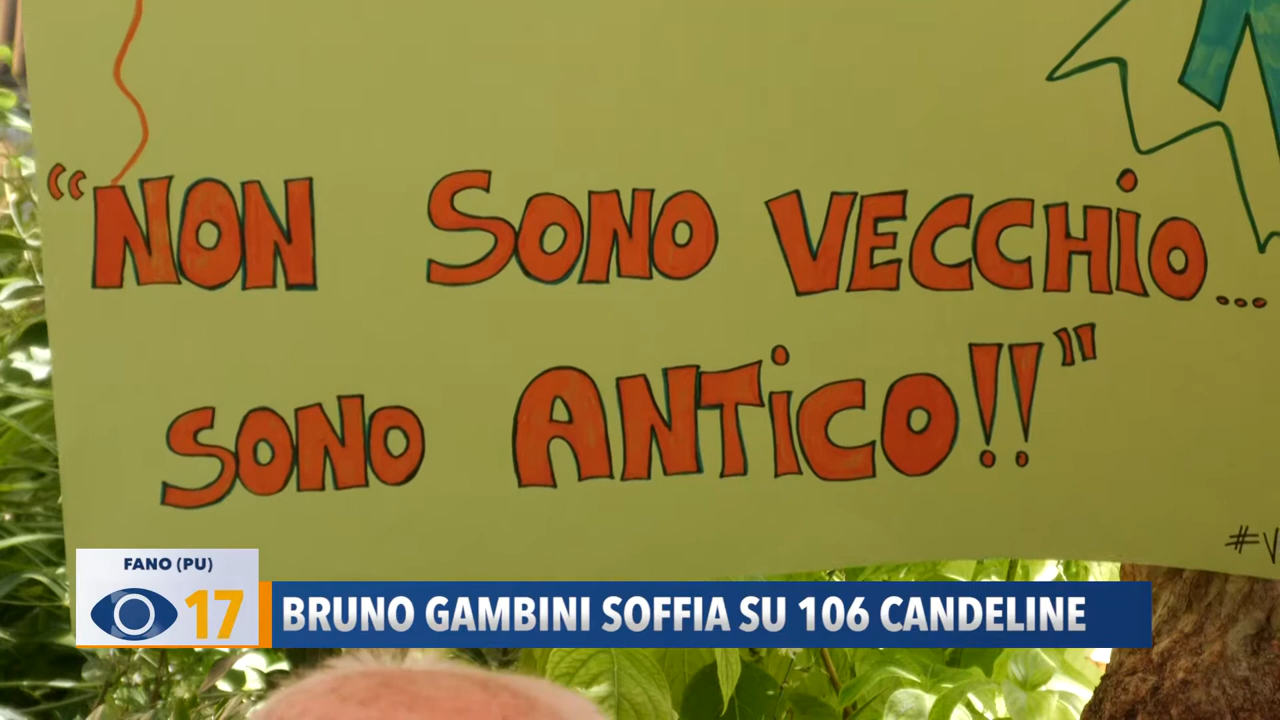 “NON SONO VECCHiO...
SONO ANTiCO!!"
#V
FANO (PU)
17
BRUNO GAMBINI SOFFIA SU 106 CANDELINE